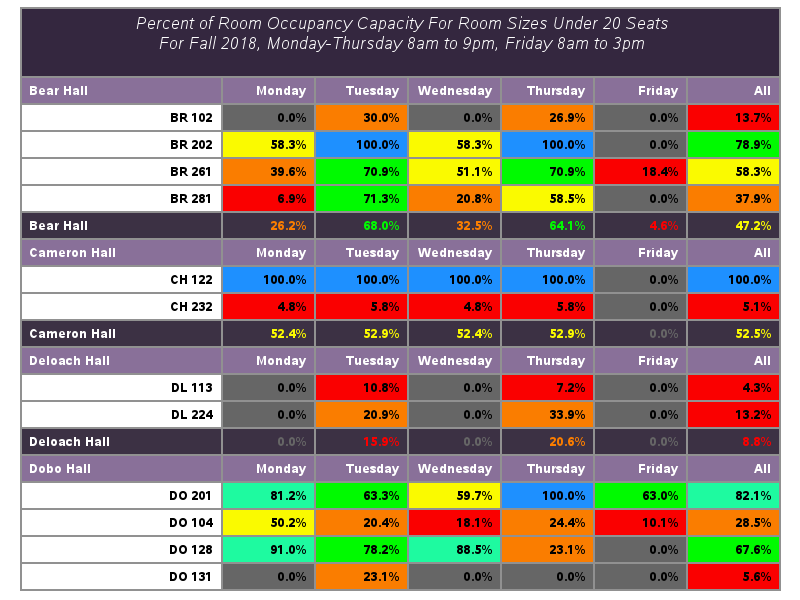 Percent of Room Occupancy Capacity For Room Sizes Under 20 Seats
For Fall 2018, Monday-Thursday 8am to 9pm, Friday 8am to 3pm
Bear Hall Monday Tuesday Wednesday Thursday Friday All
BR 102 0.0% 30.0% 0.0% 26.9% 0.0% 13.7%
BR 202 58.3% 100.0% 58.3% 100.0% 0.0% 78.9%
BR 261 39.6% 70.9% 51.1% 70.9% 18.4% 58.3%
BR 281 6.9% 71.3% 20.8% 58.5% 0.0% 37.9%
Bear Hall 26.2% 68.0% 32.5% 64.1% 4.6% 47.2%
Cameron Hall Monday Tuesday Wednesday Thursday Friday All
CH 122 100.0% 100.0% 100.0% 100.0% 0.0% 100.0%
CH 232 4.8% 5.8% 4.8% 5.8% 0.0% 5.1%
Cameron Hall 52.4% 52.9% 52.4% 52.9% 0.0% 52.5%
Deloach Hall Monday Tuesday Wednesday Thursday Friday All
DL 113 0.0% 10.8% 0.0% 7.2% 0.0% 4.3%
DL 224 0.0% 20.9% 0.0% 33.9% 0.0% 13.2%
Deloach Hall 0.0% 15.9% 0.0% 20.6% 0.0% 8.8%
Dobo Hall Monday Tuesday Wednesday Thursday Friday All
DO 201 81.2% 63.3% 59.7% 100.0% 63.0% 82.1%
DO 104 50.2% 20.4% 18.1% 24.4% 10.1% 28.5%
DO 128 91.0% 78.2% 88.5% 23.1% 0.0% 67.6%
DO 131 0.0% 23.1% 0.0% 0.0% 0.0% 5.6%